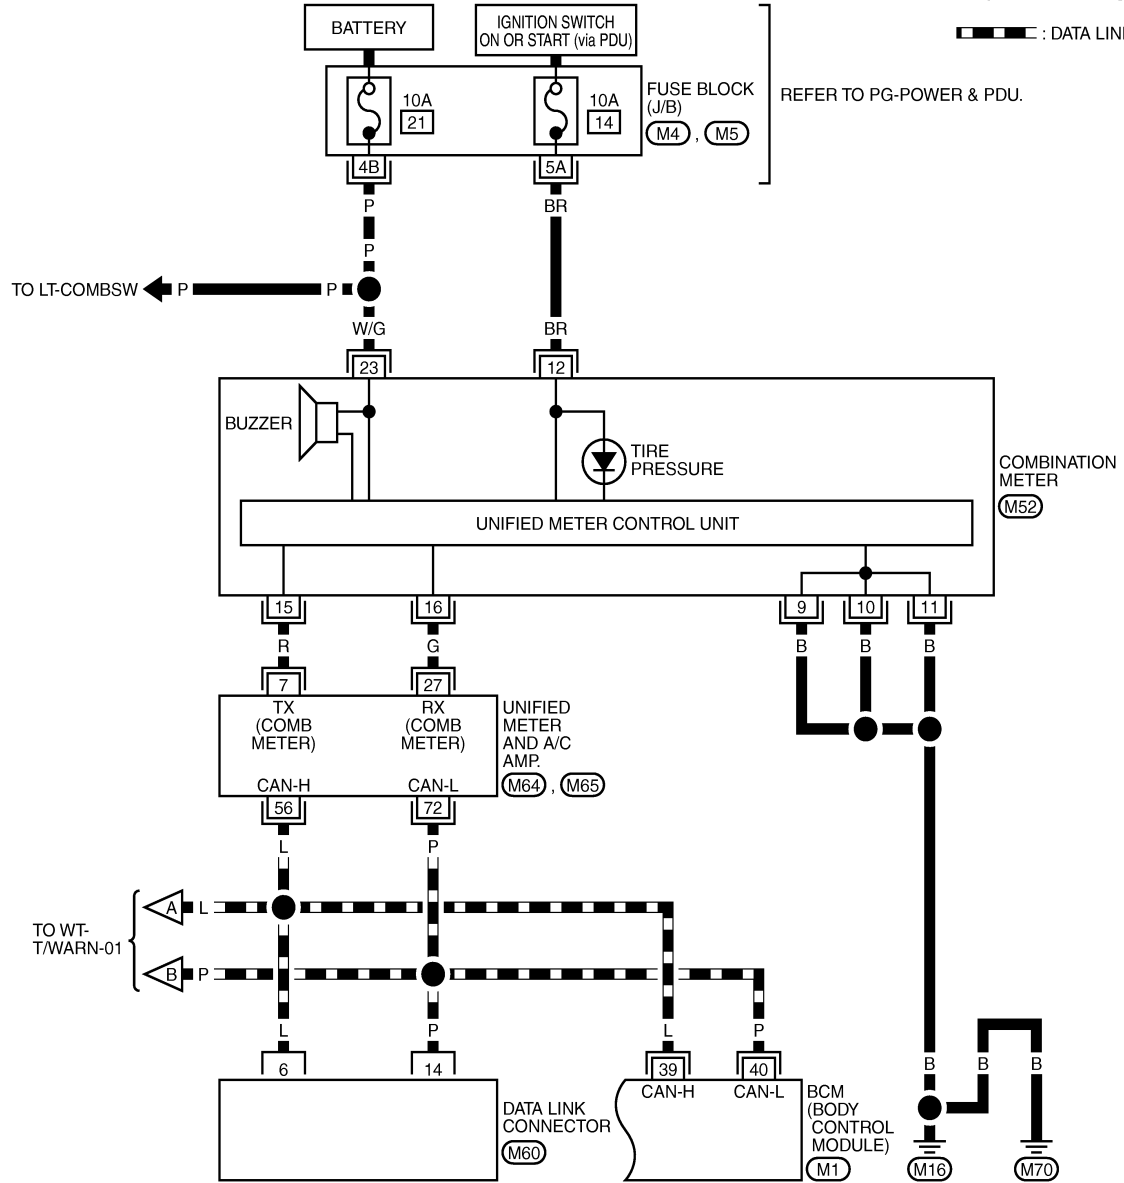 BATTERY
IGNITION SWITCH
ON OR START (via PDU)
: DATA LIN
10A
21
10A
14
FUSE BLOCK
(J/B)
M4 , M5
REFER TO PG-POWER & PDU.
4B
5A
P
BR
P
TO LT-COMBSW
P
P
W/G
BR
23
12
BUZZER
TIRE
PRESSURE
COMBINATION
METER
M52
UNIFIED METER CONTROL UNIT
15
16
9
10
11
R
G
B
B
B
7
27
TX
(COMB
METER)
RX
(COMB
METER)
UNIFIED
METER
AND A/C
AMP.
M64 , M65
CAN-H
CAN-L
56
72
L
P
A
L
TO WT-
T/WARN-01
B
P
L
P
L
P
B
B
B
6
14
39
40
CAN-H
CAN-L
DATA LINK
CONNECTOR
M60
BCM
(BODY
CONTROL
MODULE)
M1
M16
M70